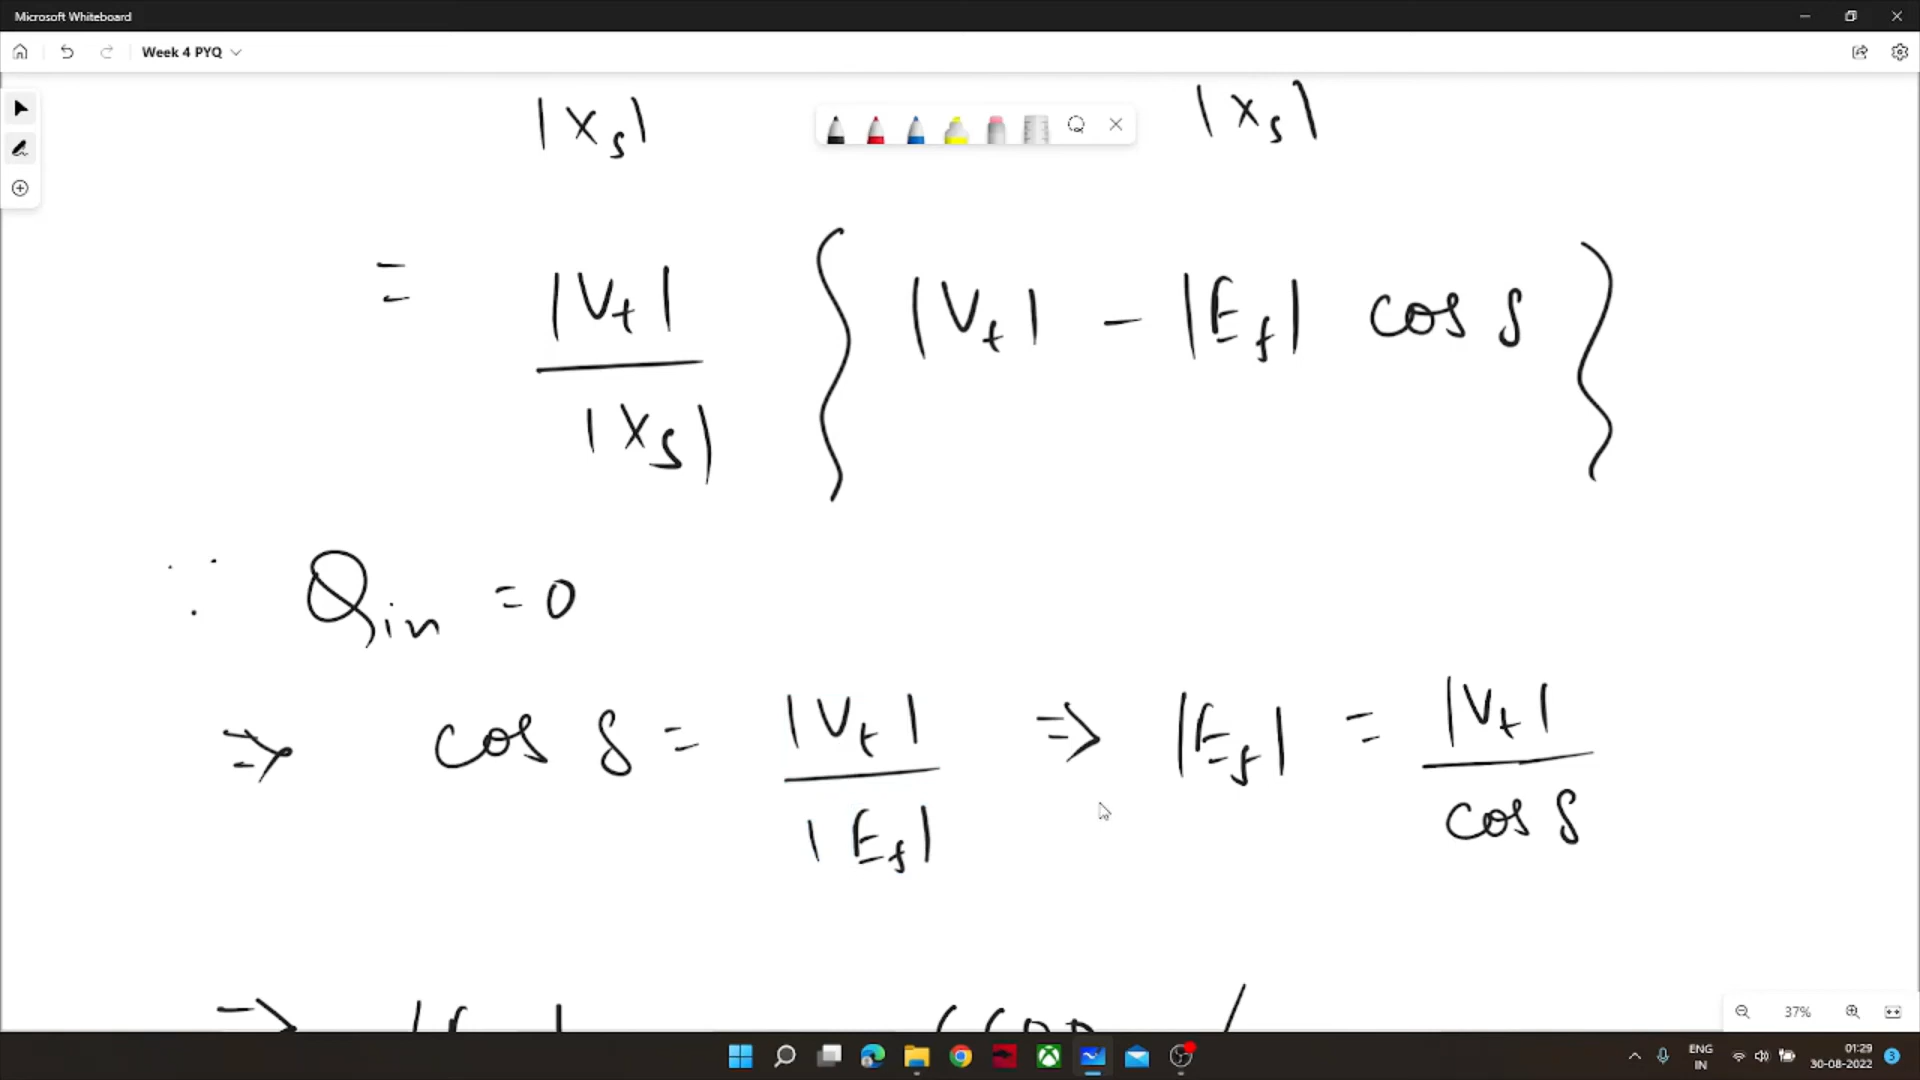 Microsoft Whiteboard
Week 4 PYQ
|Xs| |Xs|
= |Vt| / |Xs| { |Vt| - |Ef| cos δ }
∵ Qin = 0
=> cos δ = |Vt| / |Ef| => |Ef| = |Vt| / cos δ
=>
37%
ENG
IN
01:29
30-08-2022
3